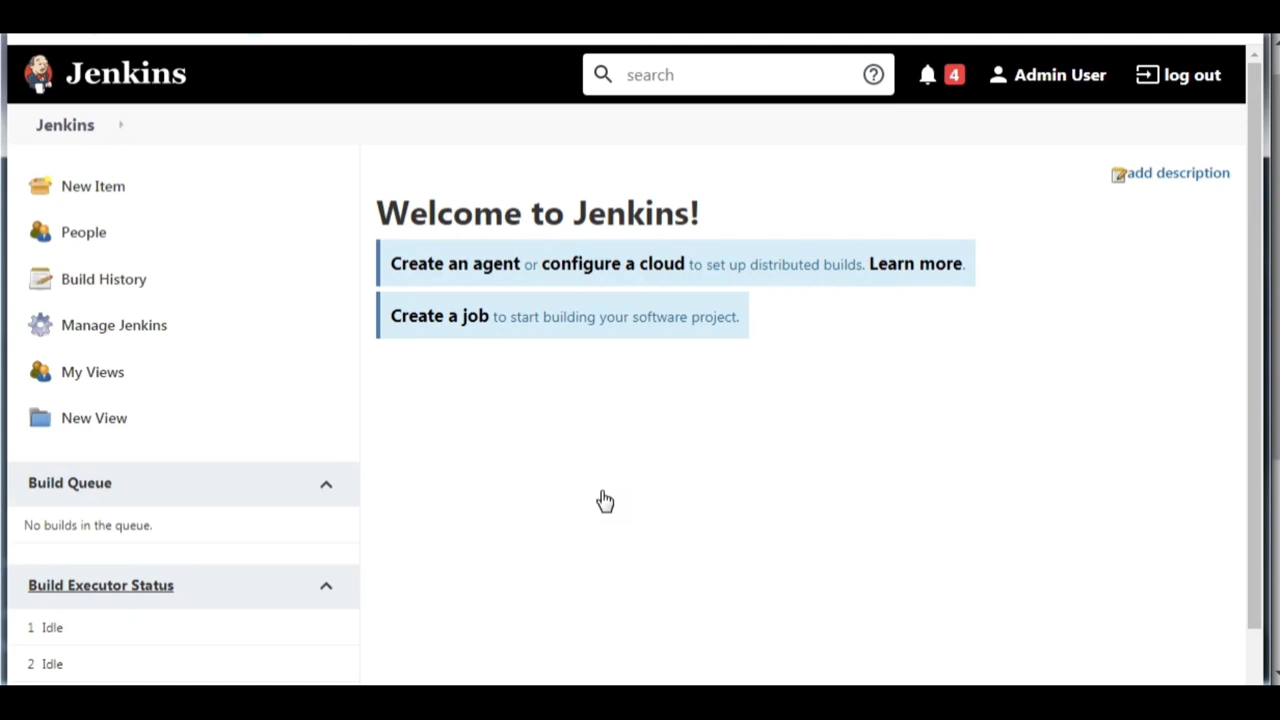 Jenkins
search
4
Admin User
log out
Jenkins
add description
New Item
People
Build History
Manage Jenkins
My Views
New View
Welcome to Jenkins!
Create an agent or configure a cloud to set up distributed builds. Learn more.
Create a job to start building your software project.
Build Queue
No builds in the queue.
Build Executor Status
1 Idle
2 Idle